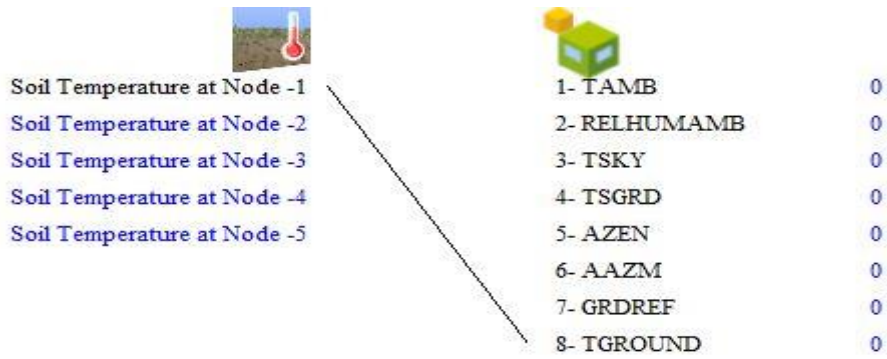 Soil Temperature at Node -1
Soil Temperature at Node -2
Soil Temperature at Node -3
Soil Temperature at Node -4
Soil Temperature at Node -5
1- TAMB 0
2- RELHUMAMB 0
3- TSKY 0
4- TSGRD 0
5- AZEN 0
6- AAZM 0
7- GRDREF 0
8- TGROUND 0